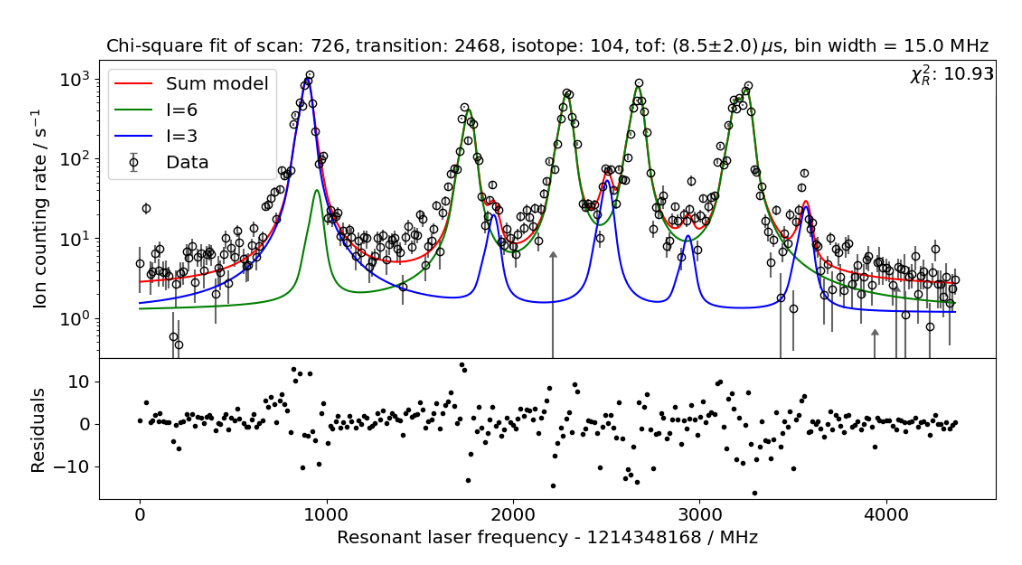 Chi-square fit of scan: 726, transition: 2468, isotope: 104, tof: (8.5±2.0) μs, bin width = 15.0 MHz
χ²_R: 10.93
Sum model
I=6
I=3
Data
Ion counting rate / s⁻¹
10³
10²
10¹
10⁰
Residuals
10
0
−10
0 1000 2000 3000 4000
Resonant laser frequency - 1214348168 / MHz